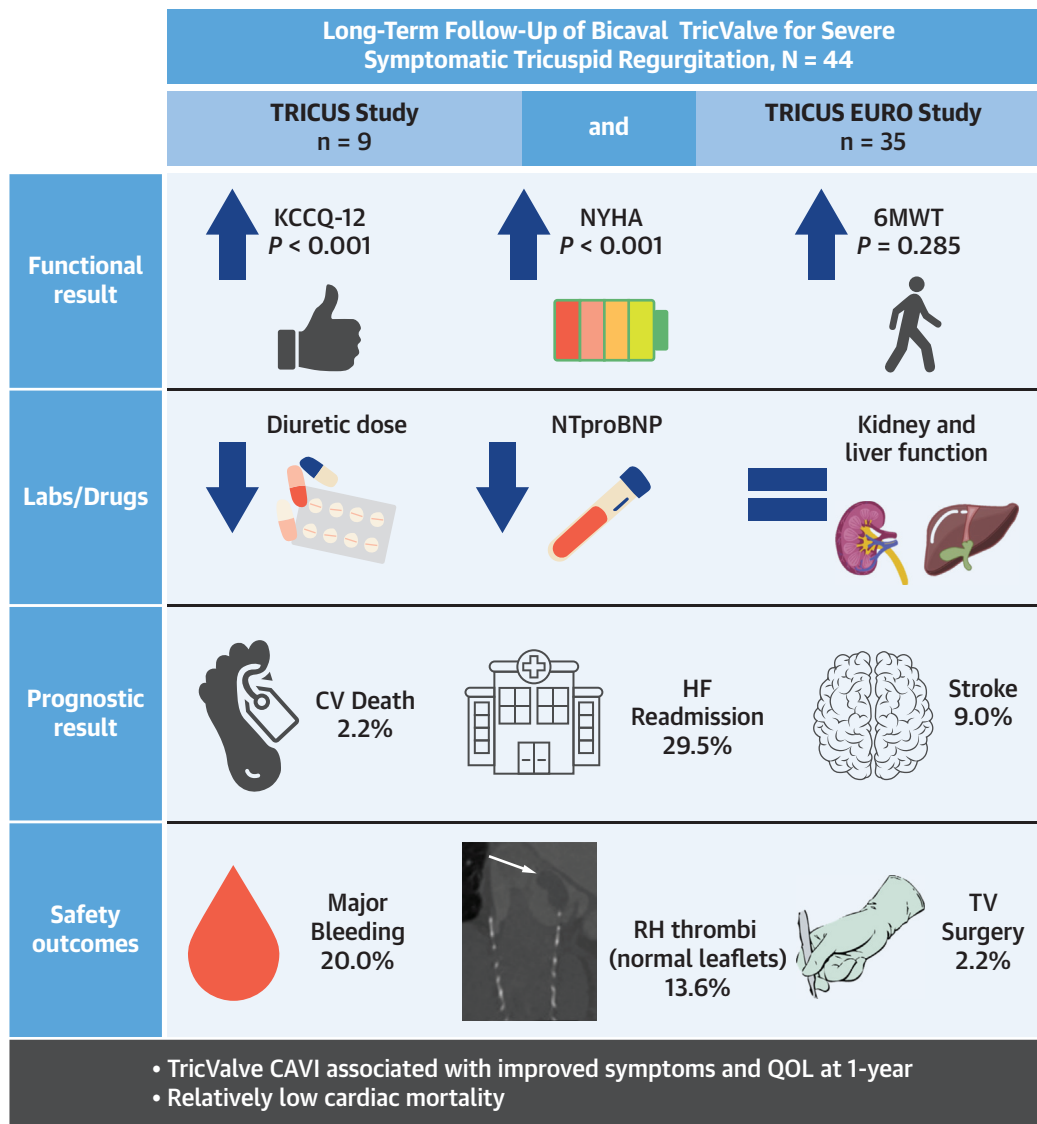 Long-Term Follow-Up of Bicaval TricValve for Severe
Symptomatic Tricuspid Regurgitation, N = 44
TRICUS Study
n = 9
and
TRICUS EURO Study
n = 35
Functional
result
KCCQ-12
P < 0.001
NYHA
P < 0.001
6MWT
P = 0.285
Labs/Drugs
Diuretic dose
NTproBNP
Kidney and
liver function
Prognostic
result
CV Death
2.2%
HF
Readmission
29.5%
Stroke
9.0%
Safety
outcomes
Major
Bleeding
20.0%
RH thrombi
(normal leaflets)
13.6%
TV
Surgery
2.2%
• TricValve CAVI associated with improved symptoms and QOL at 1-year
• Relatively low cardiac mortality